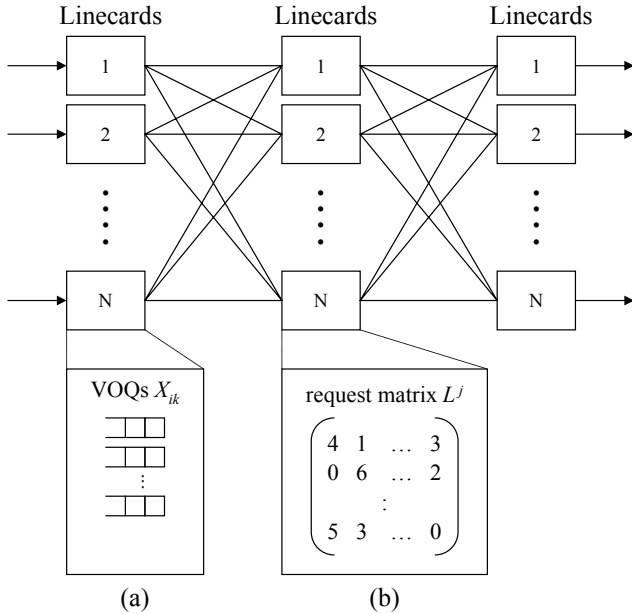 Linecards Linecards Linecards
1 1 1
2 2 2
N N N
VOQs X_ik
request matrix L^j
4 1 … 3
0 6 … 2
:
5 3 … 0
(a) (b)